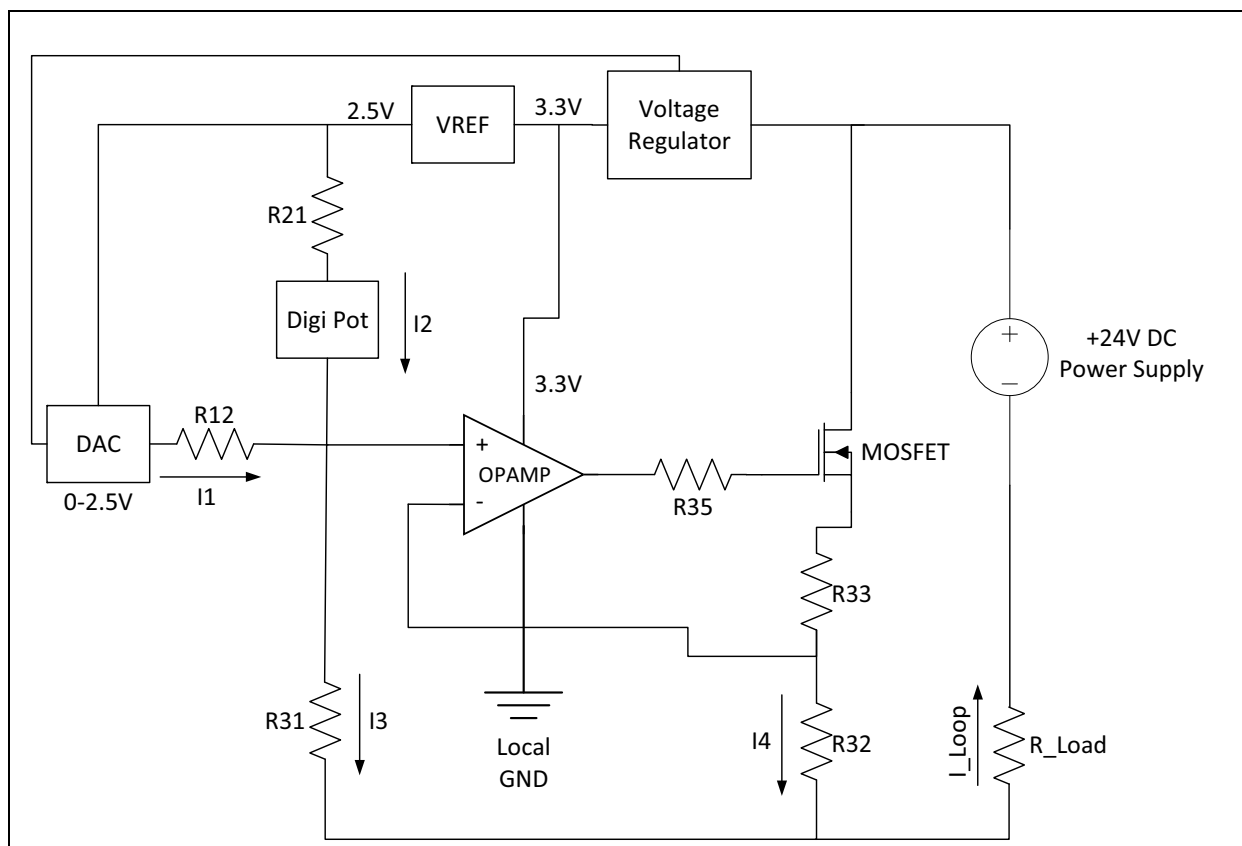 2.5V
VREF
3.3V
Voltage
Regulator
R21
Digi Pot
I2
+
−
+24V DC
Power Supply
3.3V
R12
DAC
0-2.5V
I1
+
OPAMP
-
R35
MOSFET
R33
R31
I3
Local
GND
I4
R32
I_Loop
R_Load